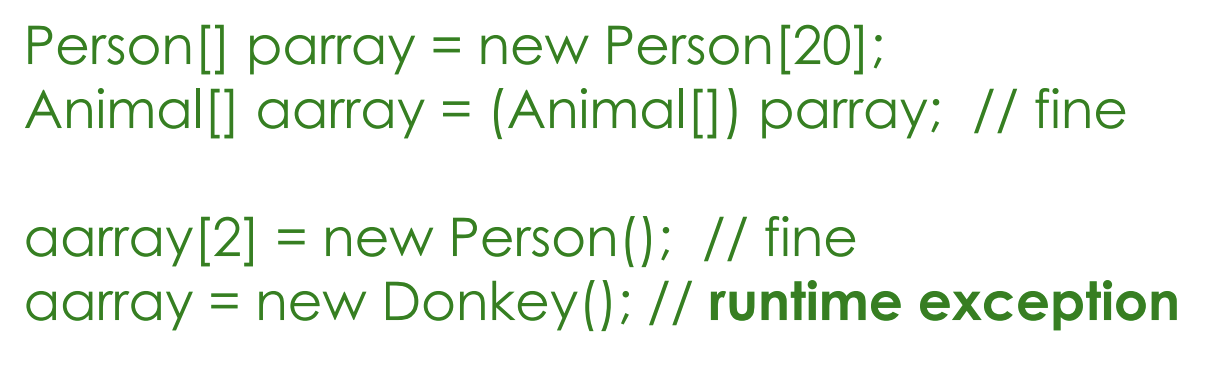 Person[] parray = new Person[20];
Animal[] aarray = (Animal[]) parray;  // fine
aarray[2] = new Person();  // fine
aarray = new Donkey(); // runtime exception